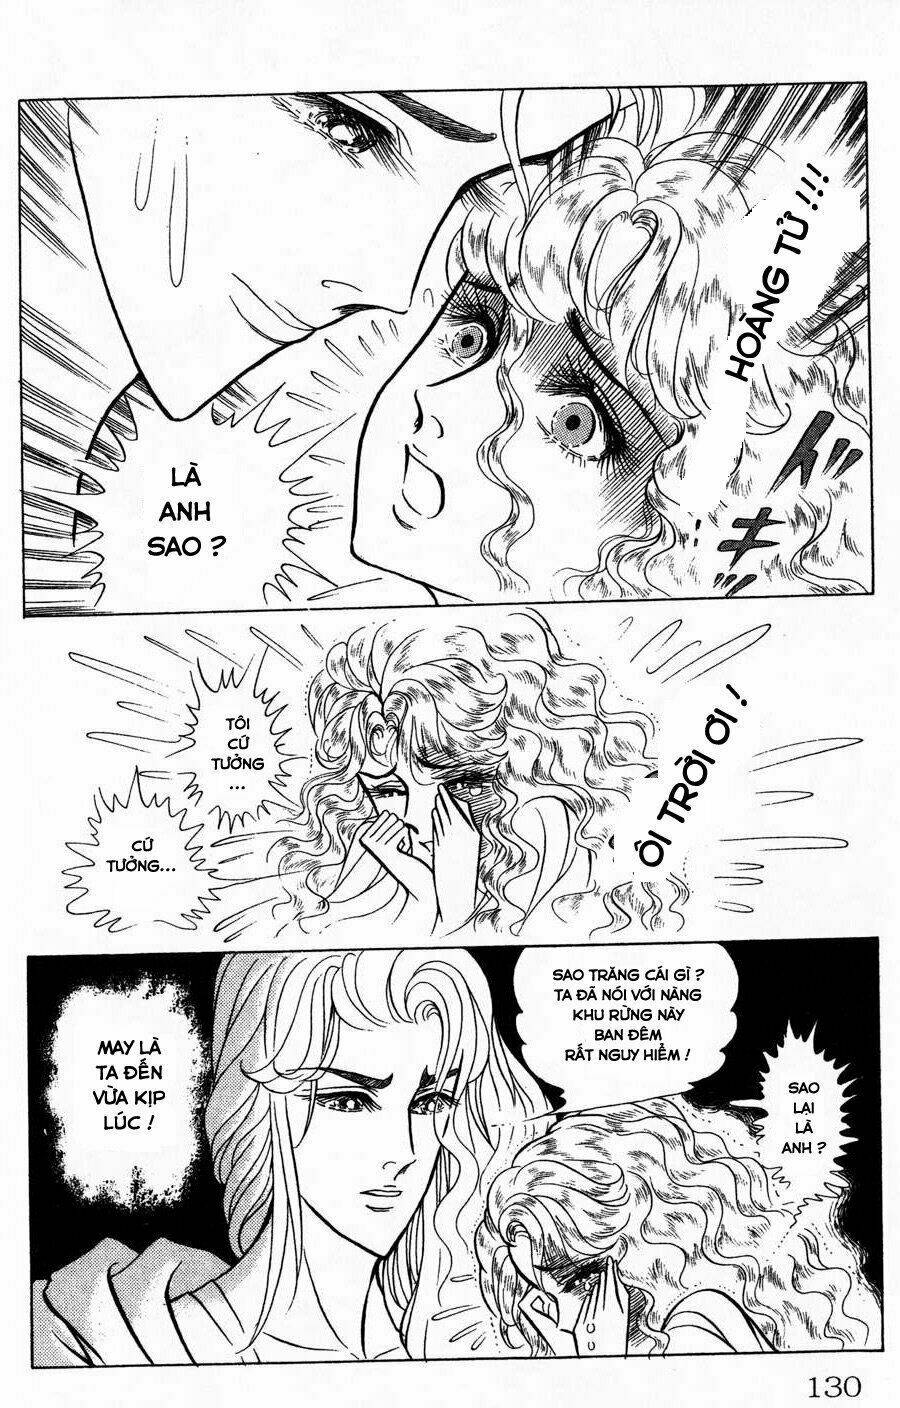 HOÀNG TỬ !!!
LÀ
ANH
SAO ?
ÔI TRỜI ƠI !
TÔI
CỨ
TƯỞNG
...
CỨ
TƯỞNG...
SAO TRĂNG CÁI GÌ ?
TA ĐÃ NÓI VỚI NÀNG
KHU RỪNG NÀY
BAN ĐÊM
RẤT NGUY HIỂM !
SAO
LẠI
LÀ
ANH ?
MAY LÀ
TA ĐẾN
VỪA KỊP
LÚC !
130